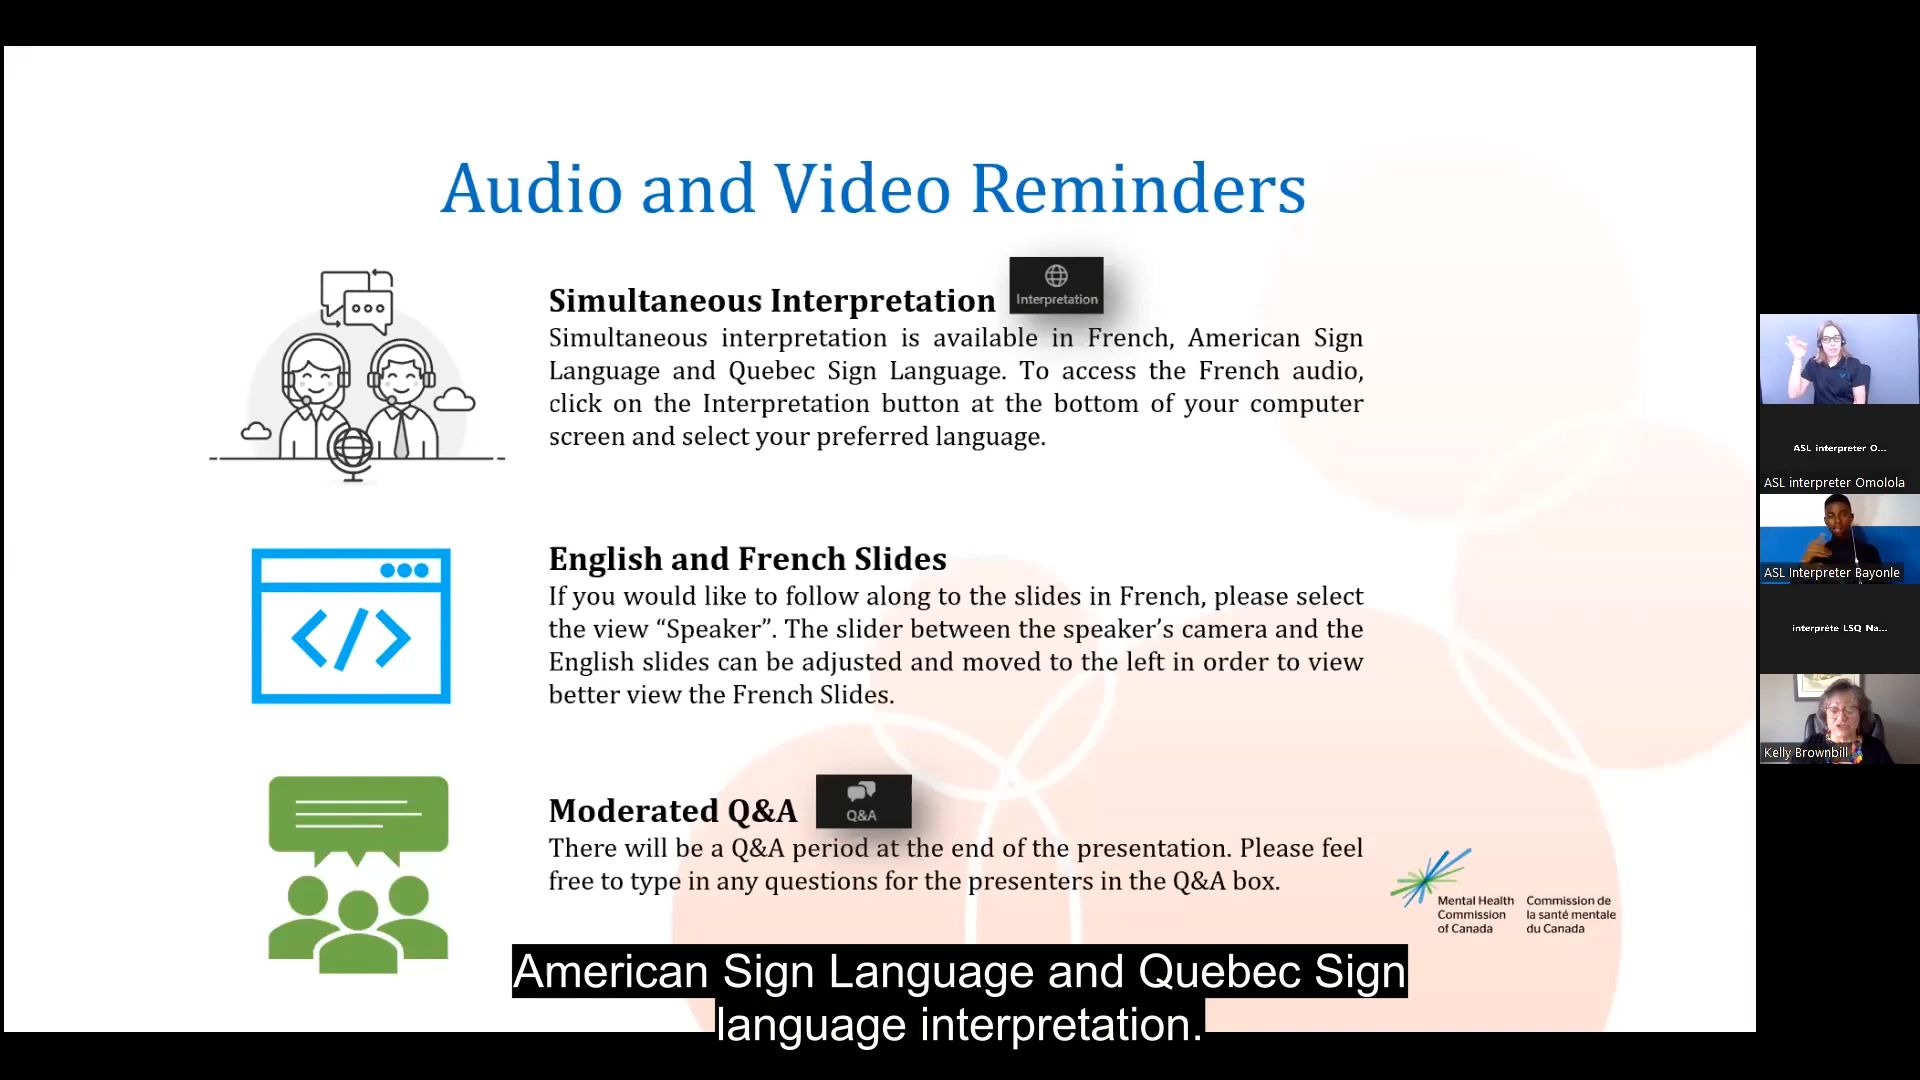 Audio and Video Reminders
Simultaneous Interpretation
Interpretation
Simultaneous interpretation is available in French, American Sign
Language and Quebec Sign Language. To access the French audio,
click on the Interpretation button at the bottom of your computer
screen and select your preferred language.
English and French Slides
If you would like to follow along to the slides in French, please select
the view “Speaker”. The slider between the speaker’s camera and the
English slides can be adjusted and moved to the left in order to view
better view the French Slides.
Moderated Q&A
Q&A
There will be a Q&A period at the end of the presentation. Please feel
free to type in any questions for the presenters in the Q&A box.
Mental Health
Commission
of Canada
Commission de
la santé mentale
du Canada
American Sign Language and Quebec Sign
language interpretation.
ASL interpreter O...
ASL interpreter Omolola
ASL Interpreter Bayonle
interprète LSQ Na...
Kelly Brownbill